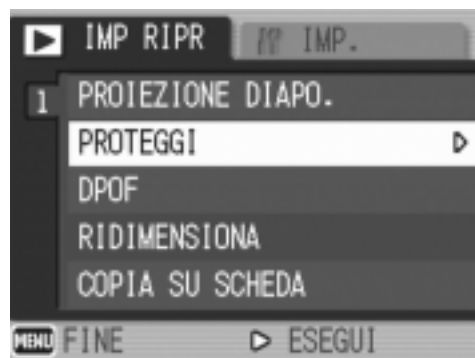 IMP RIPR IMP.
1 PROIEZIONE DIAPO.
PROTEGGI
DPOF
RIDIMENSIONA
COPIA SU SCHEDA
MENU FINE ESEGUI